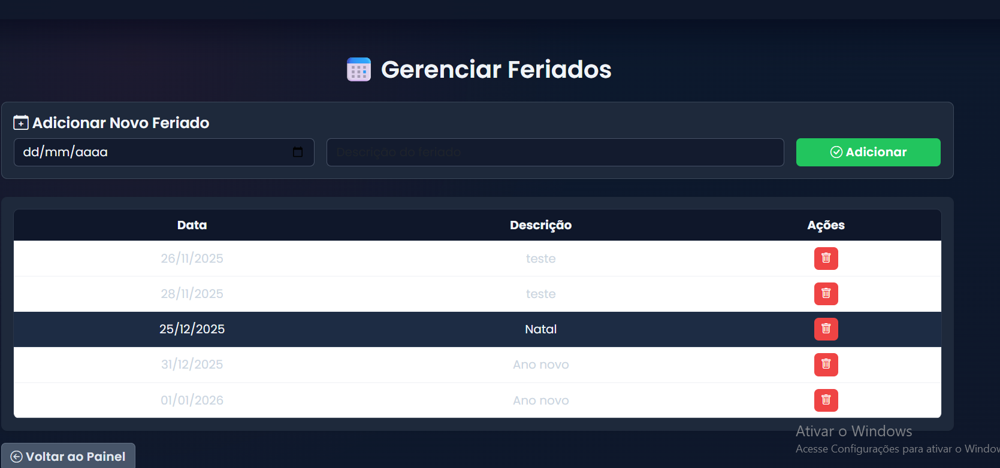 Gerenciar Feriados
Adicionar Novo Feriado
dd/mm/aaaa
Descrição do feriado
Adicionar
Data Descrição Ações
26/11/2025 teste
28/11/2025 teste
25/12/2025 Natal
31/12/2025 Ano novo
01/01/2026 Ano novo
Ativar o Windows
Acesse Configurações para ativar o Window
Voltar ao Painel